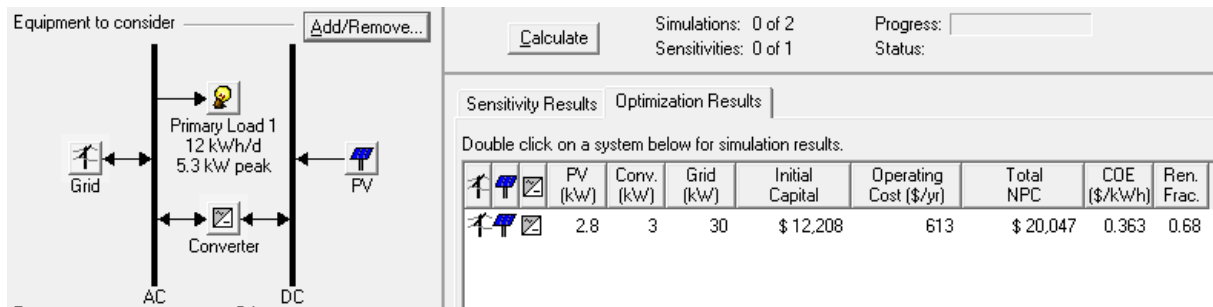 Equipment to consider
Add/Remove...
Primary Load 1
12 kWh/d
5.3 kW peak
Grid
PV
Converter
AC DC
Calculate
Simulations: 0 of 2
Sensitivities: 0 of 1
Progress:
Status:
Sensitivity Results Optimization Results
Double click on a system below for simulation results.
PV (kW) Conv. (kW) Grid (kW) Initial Capital Operating Cost ($/yr) Total NPC COE ($/kWh) Ren. Frac.
2.8 3 30 $ 12,208 613 $ 20,047 0.363 0.68